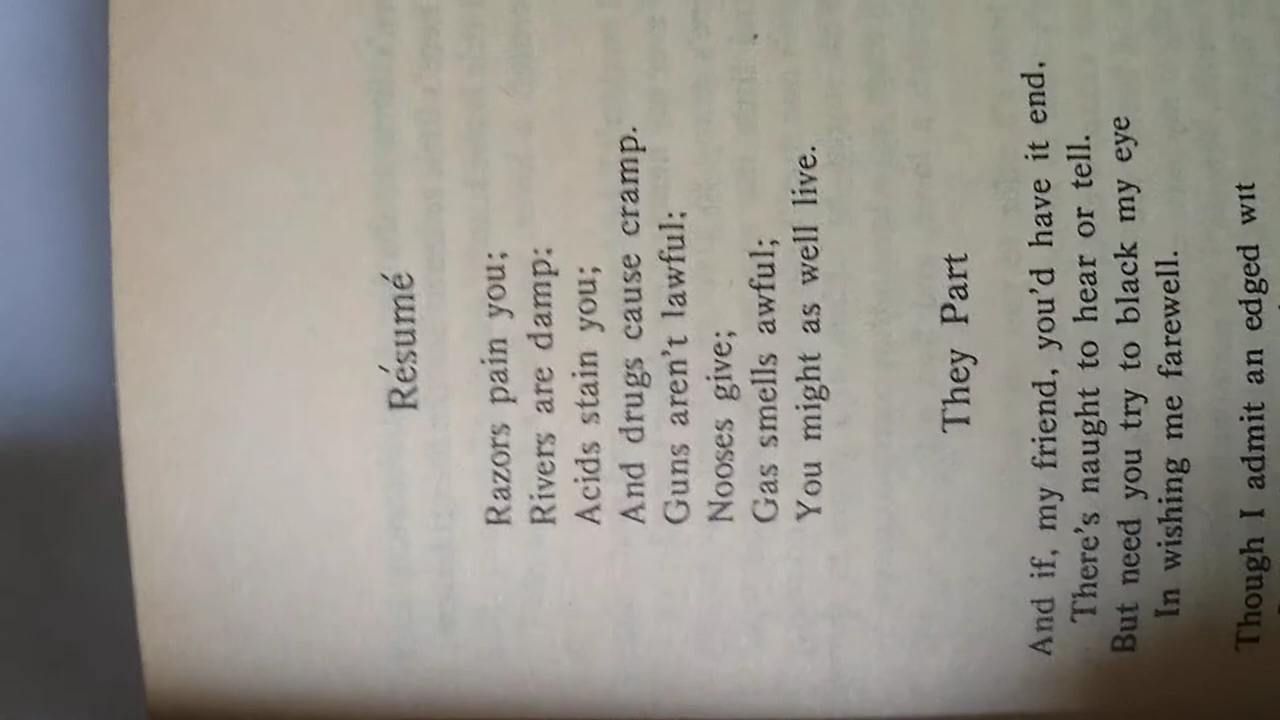 Résumé
Razors pain you;
Rivers are damp;
Acids stain you;
And drugs cause cramp.
Guns aren't lawful;
Nooses give;
Gas smells awful;
You might as well live.
They Part
And if, my friend, you'd have it end,
There's naught to hear or tell.
But need you try to black my eye
In wishing me farewell.
Though I admit an edged wit